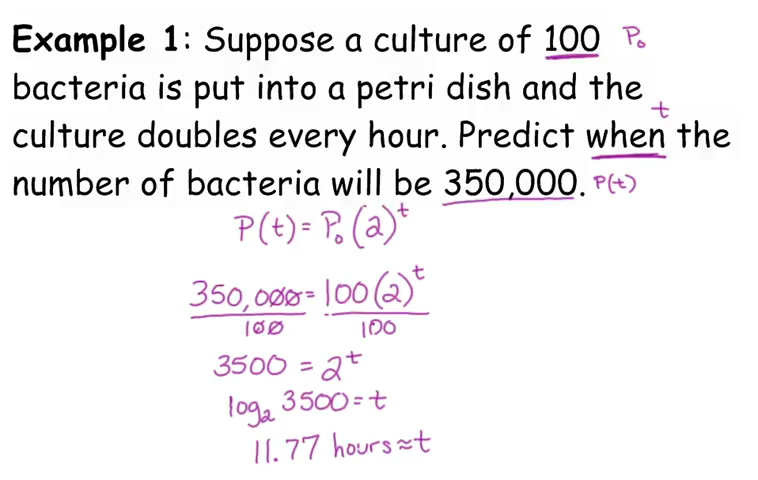 Example 1: Suppose a culture of 100 P₀
bacteria is put into a petri dish and the
t
culture doubles every hour. Predict when the
number of bacteria will be 350,000. P(t)
P(t) = P₀(2)ᵗ
350,000 = 100(2)ᵗ
100 100
3500 = 2ᵗ
log₂ 3500 = t
11.77 hours ≈ t